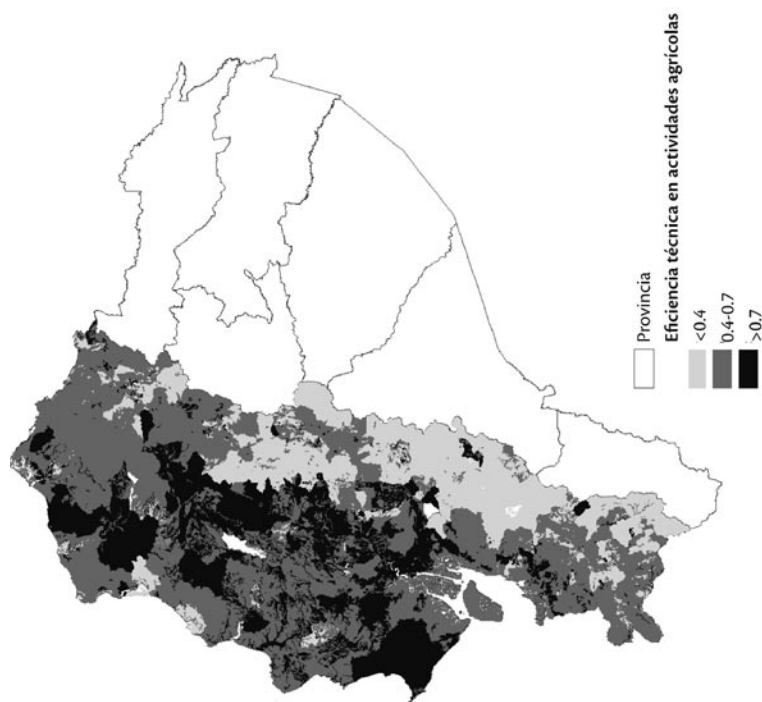 Provincia
Eficiencia técnica en actividades agrícolas
<0.4
0.4-0.7
>0.7